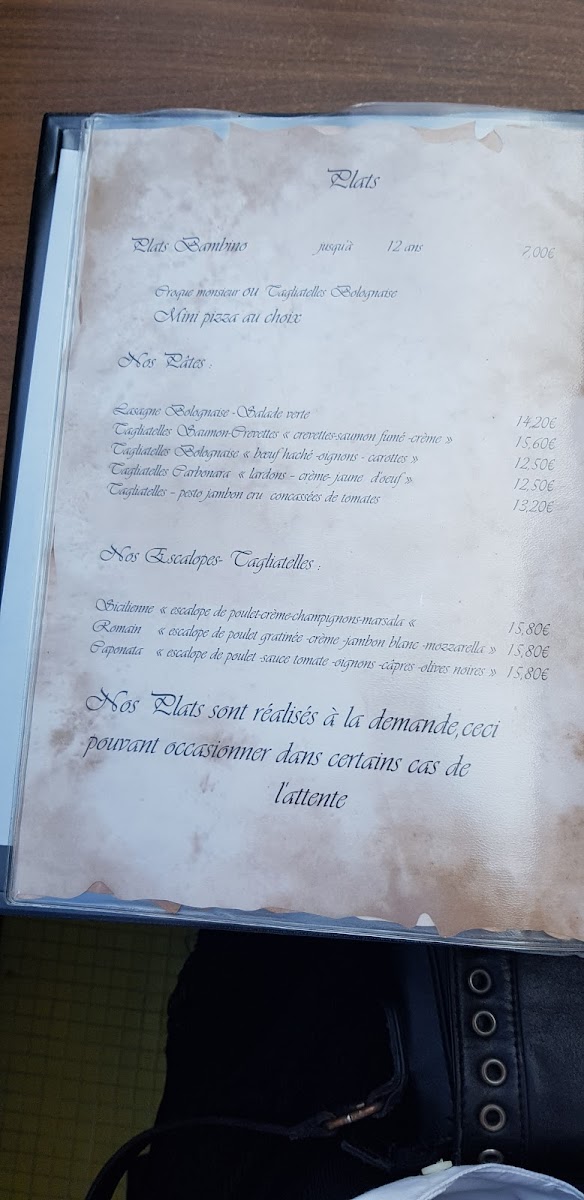 Plats
Plats Bambino jusqu'à 12 ans 7,00€
Croque monsieur ou Tagliatelles Bolognaise
Mini pizza au choix
Nos Pâtes :
Lasagne Bolognaise -Salade verte 14,20€
Tagliatelles Saumon-Crevettes « crevettes-saumon fumé -crème » 15,60€
Tagliatelles Bolognaise « bœuf haché -oignons - carottes » 12,50€
Tagliatelles Carbonara « lardons - crème- jaune d'oeuf » 12,50€
Tagliatelles - pesto jambon cru concassées de tomates 13,20€
Nos Escalopes- Tagliatelles :
Sicilienne « escalope de poulet-crème-champignons-marsala « 15,80€
Romain « escalope de poulet gratinée -crème -jambon blanc -mozzarella » 15,80€
Caponata « escalope de poulet -sauce tomate -oignons -câpres -olives noires » 15,80€
Nos Plats sont réalisés à la demande,ceci
pouvant occasionner dans certains cas de
l'attente